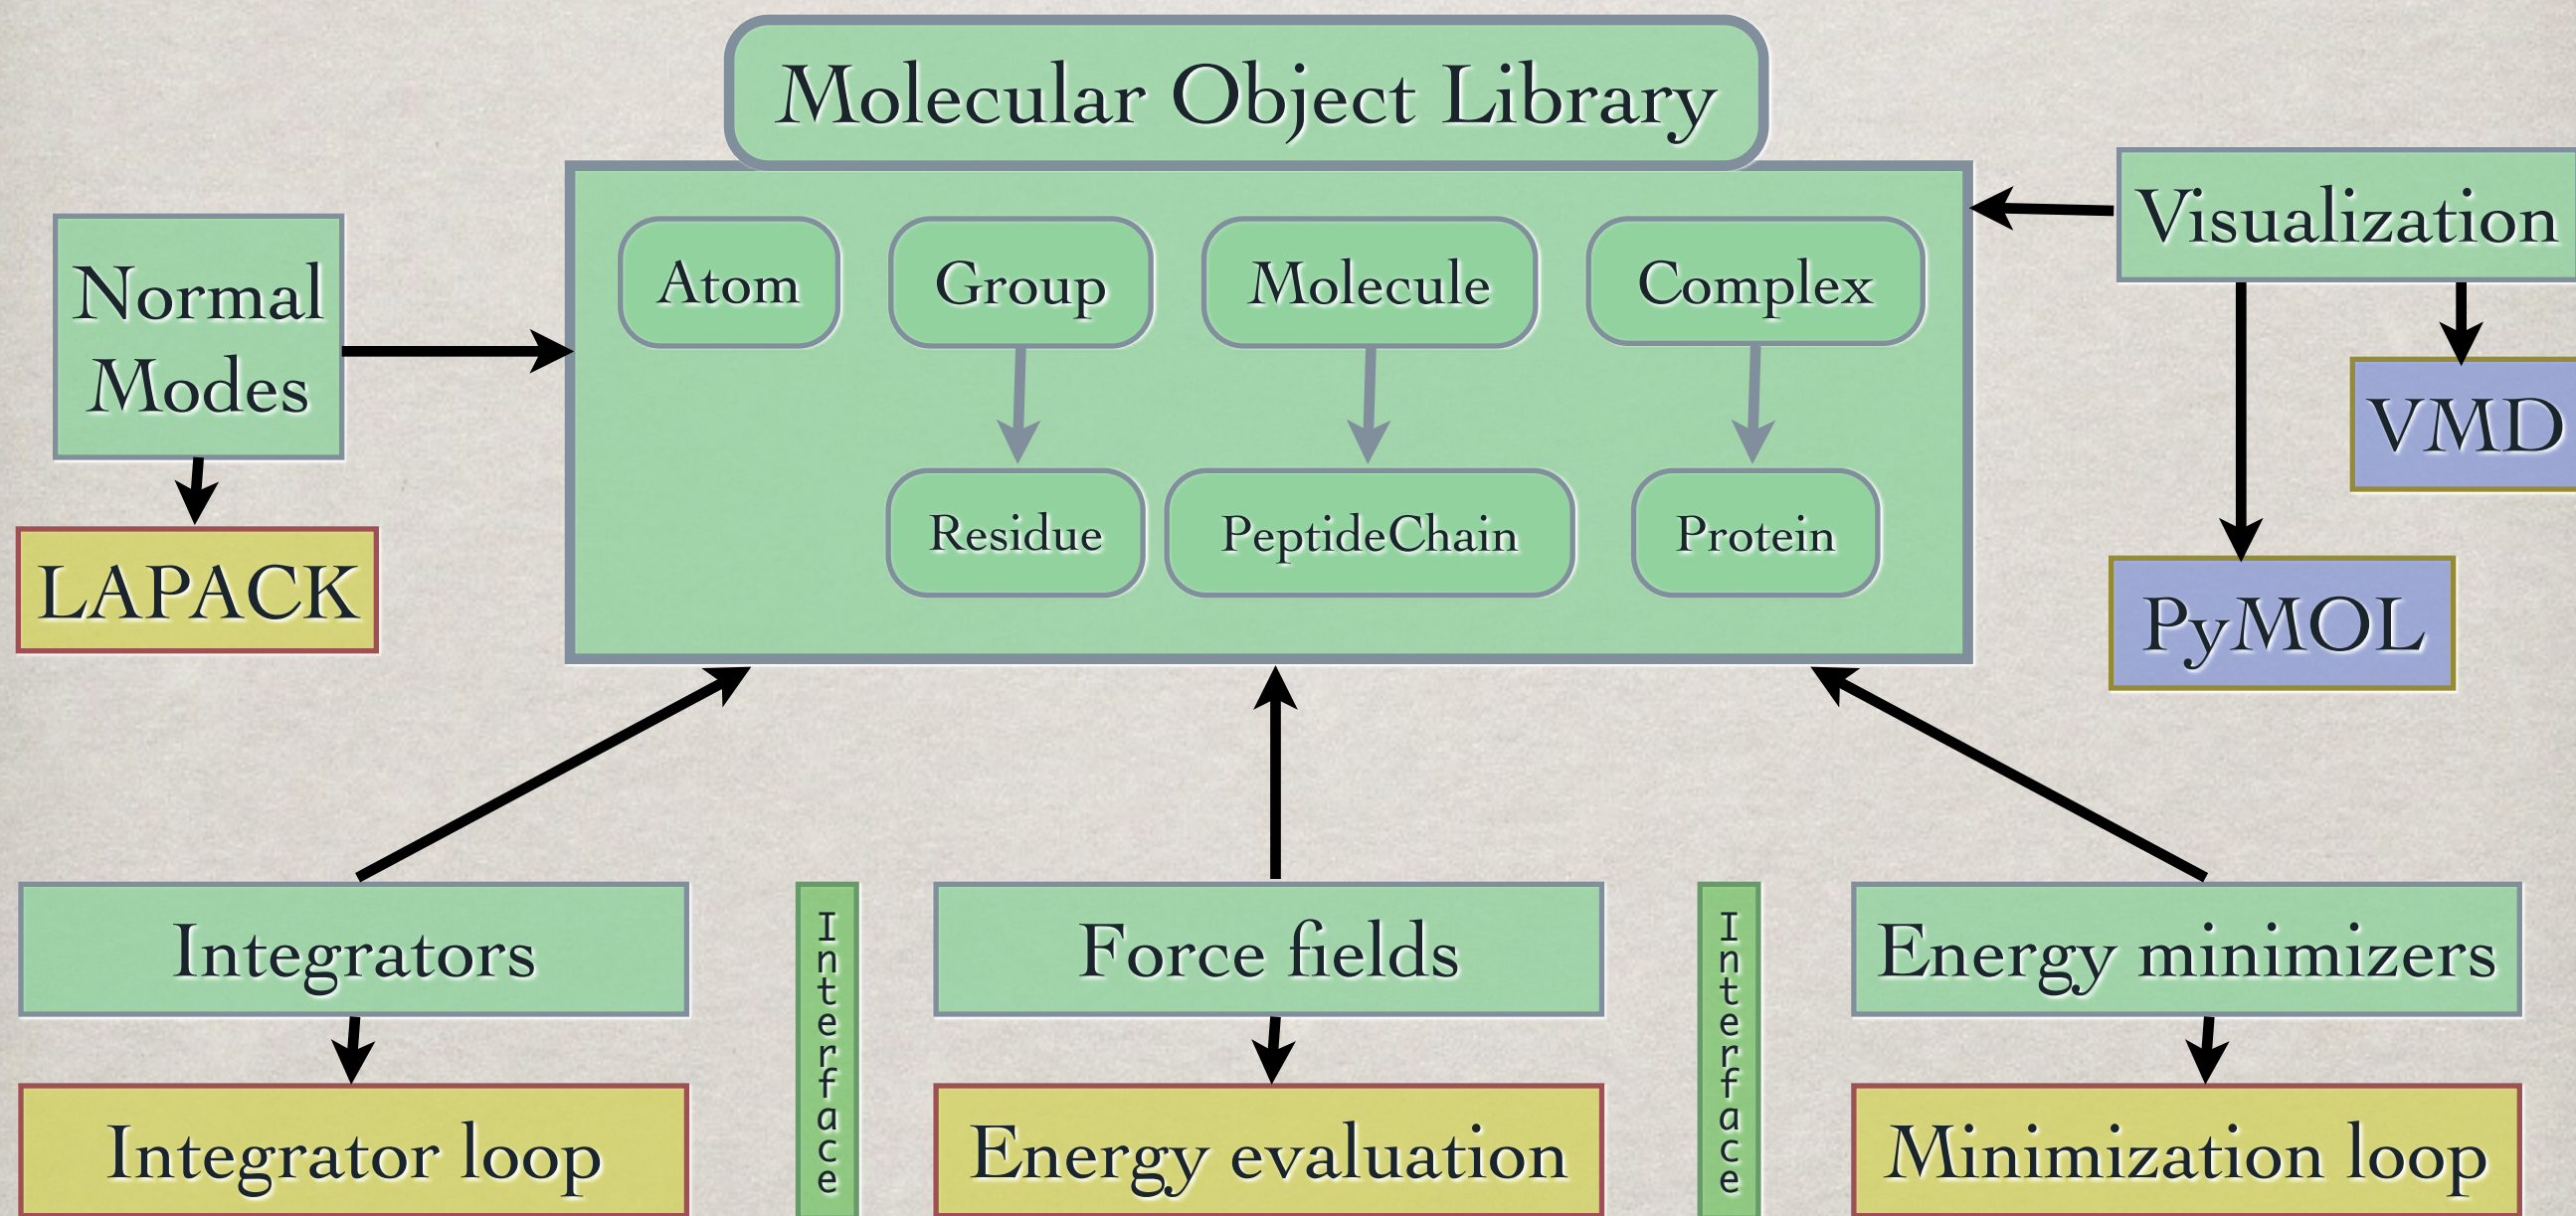 Molecular Object Library
Normal
Modes
LAPACK
Atom
Group
Molecule
Complex
Residue
PeptideChain
Protein
Visualization
VMD
PyMOL
Integrators
Interface
Force fields
Interface
Energy minimizers
Integrator loop
Energy evaluation
Minimization loop